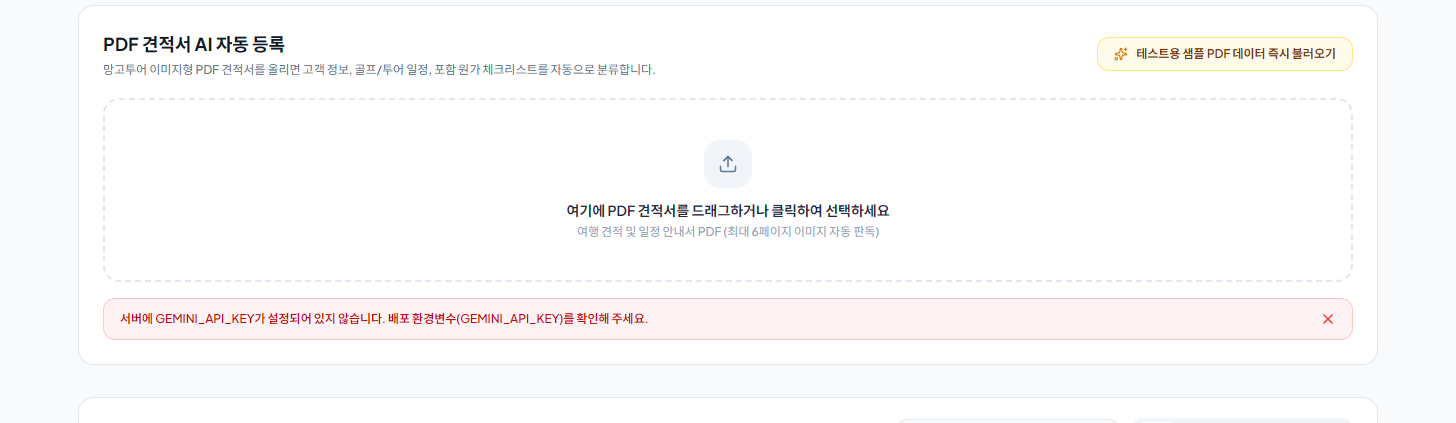 PDF 견적서 AI 자동 등록
망고투어 이미지형 PDF 견적서를 올리면 고객 정보, 골프/투어 일정, 포함 원가 체크리스트를 자동으로 분류합니다.
테스트용 샘플 PDF 데이터 즉시 불러오기
여기에 PDF 견적서를 드래그하거나 클릭하여 선택하세요
여행 견적 및 일정 안내서 PDF (최대 6페이지 이미지 자동 판독)
서버에 GEMINI_API_KEY가 설정되어 있지 않습니다. 배포 환경변수(GEMINI_API_KEY)를 확인해 주세요.